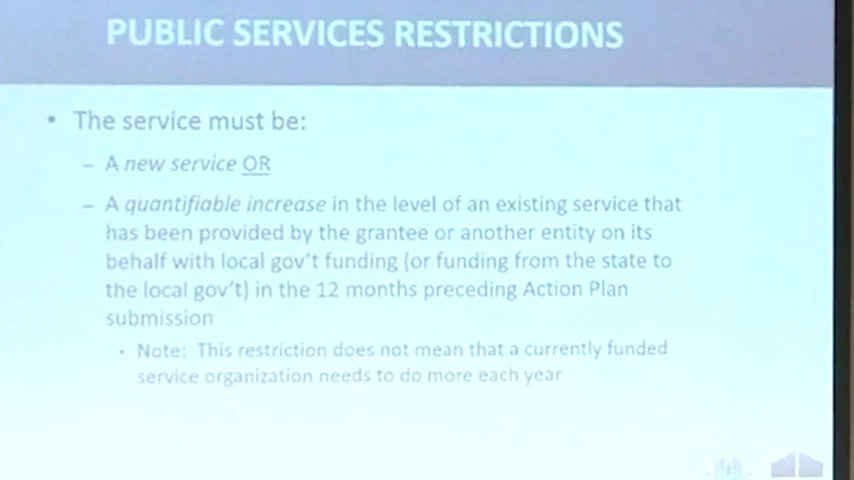 PUBLIC SERVICES RESTRICTIONS
• The service must be:
– A new service OR
– A quantifiable increase in the level of an existing service that
has been provided by the grantee or another entity on its
behalf with local gov't funding (or funding from the state to
the local gov't) in the 12 months preceding Action Plan
submission
• Note: This restriction does not mean that a currently funded
service organization needs to do more each year